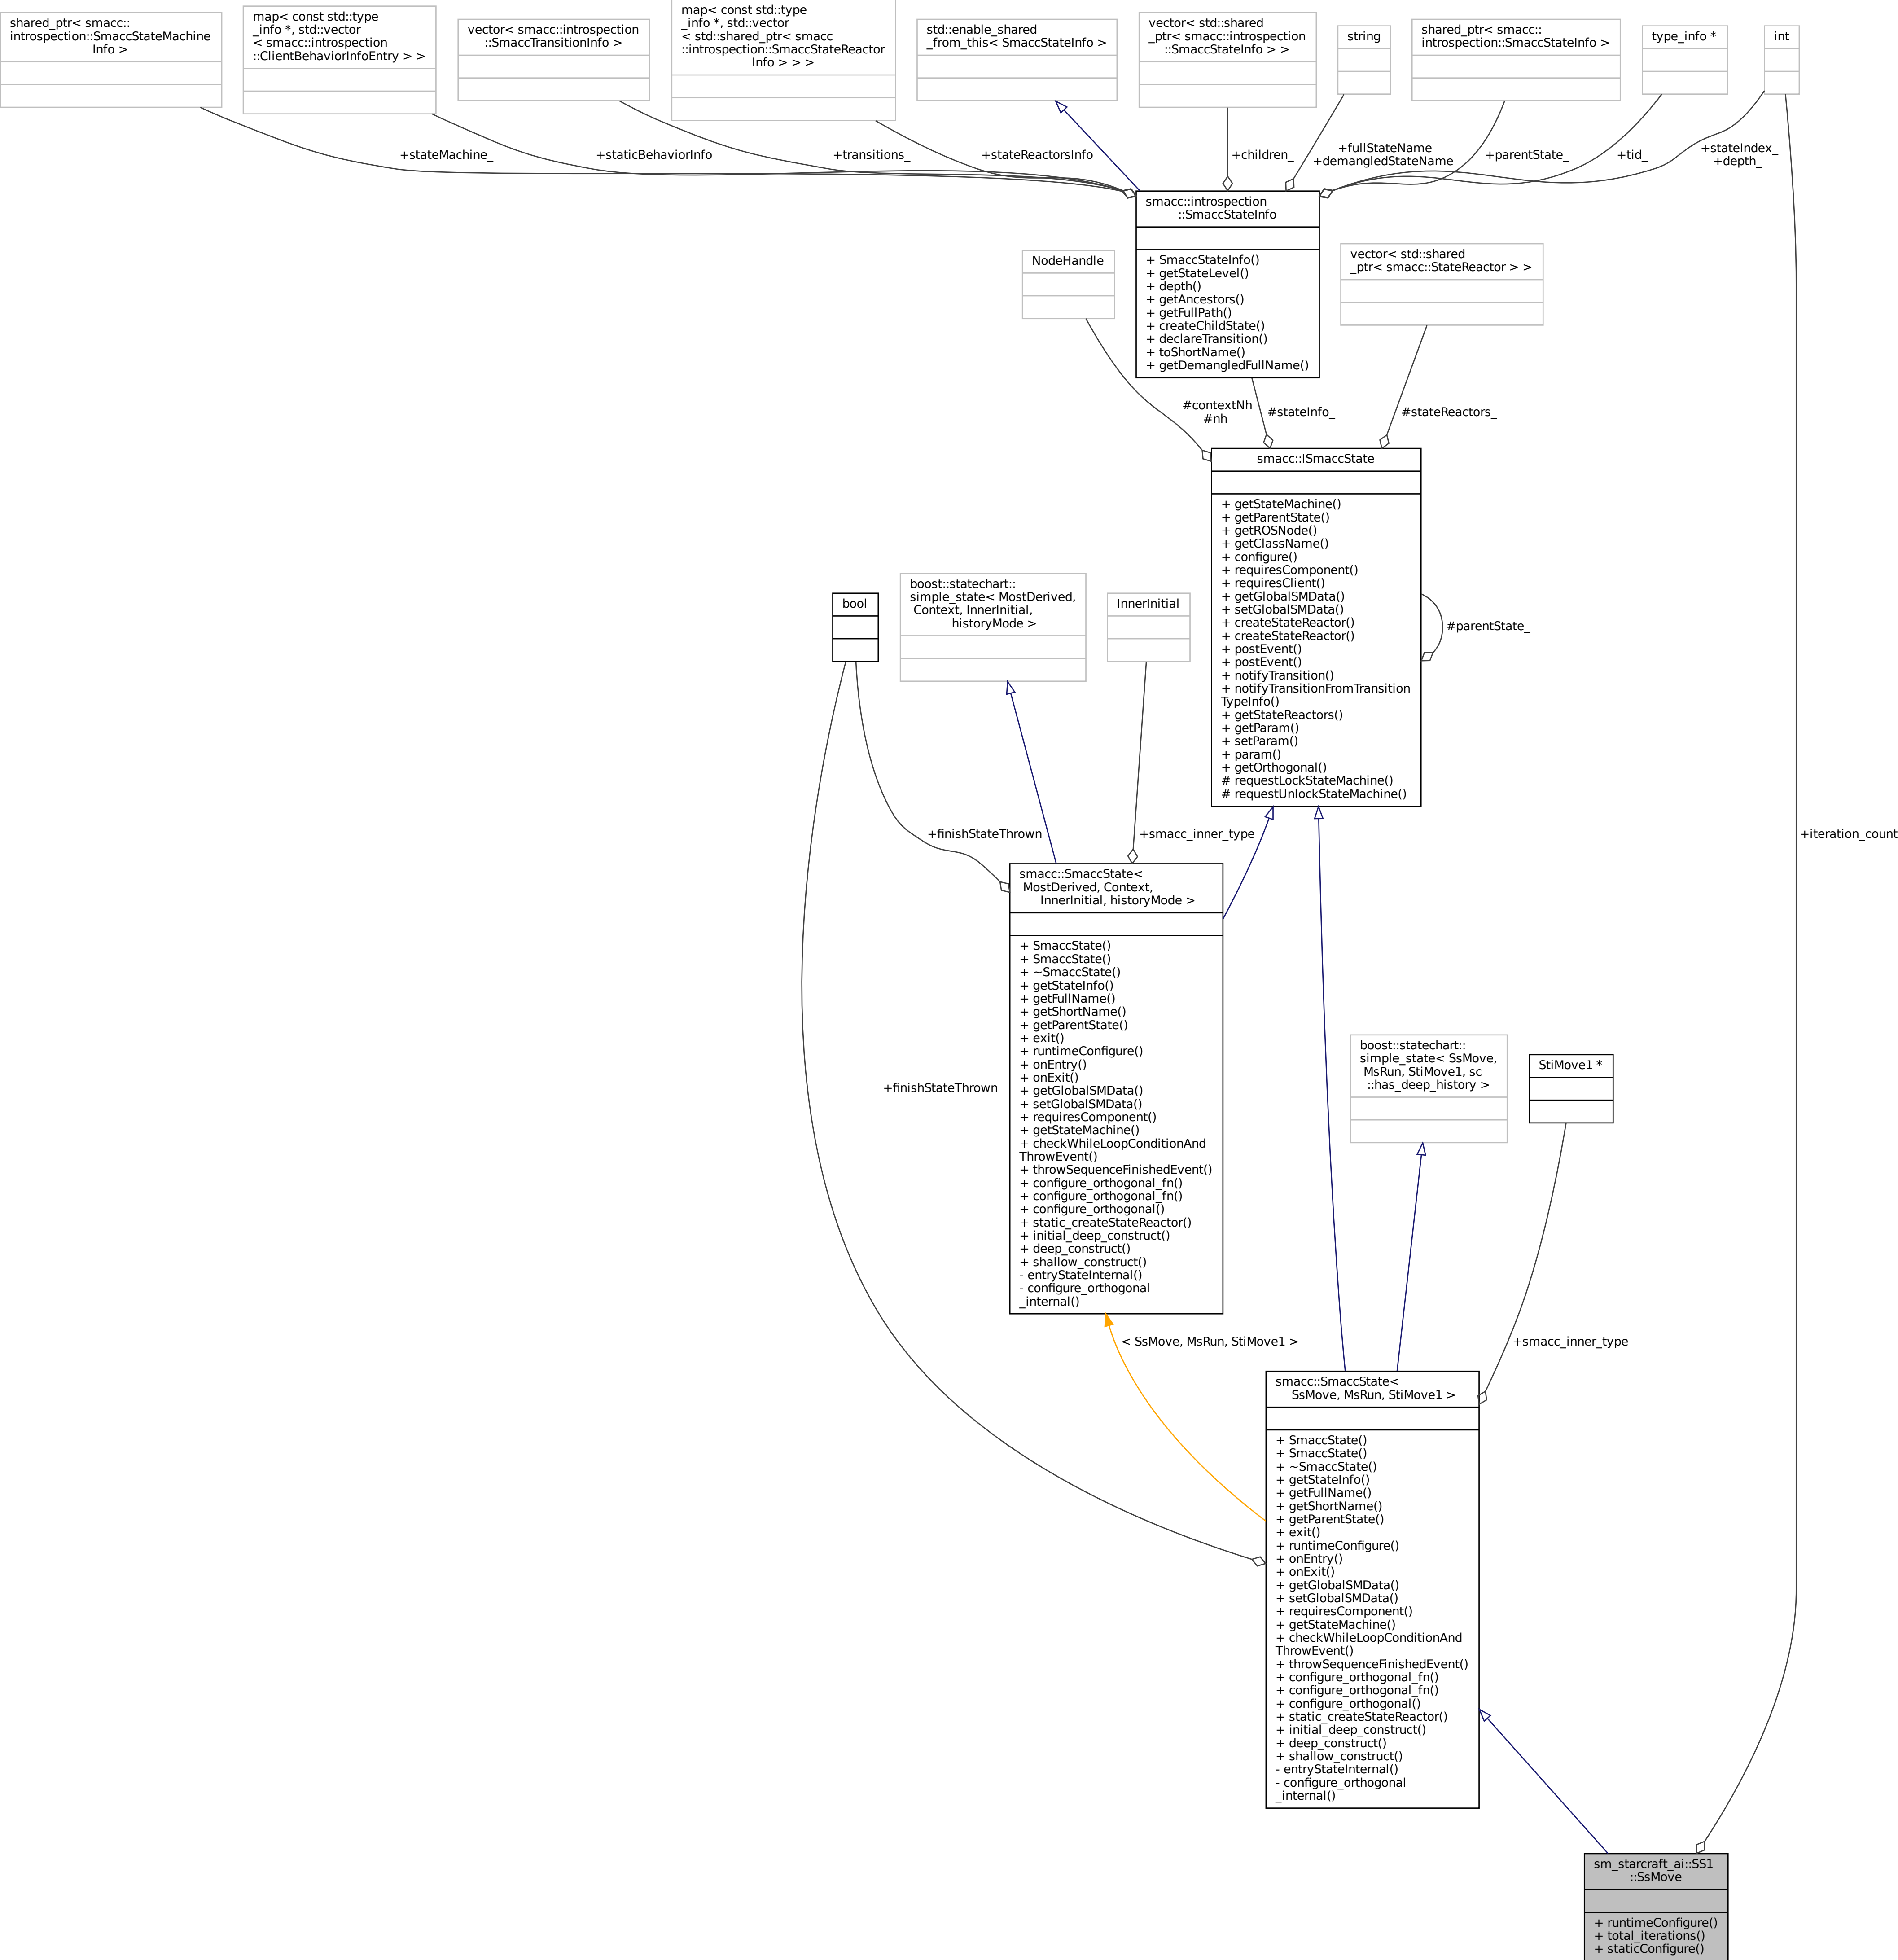 shared_ptr< smacc::
introspection::SmaccStateMachine
Info >
map< const std::type
_info *, std::vector
< smacc::introspection
::ClientBehaviorInfoEntry > >
vector< smacc::introspection
::SmaccTransitionInfo >
map< const std::type
_info *, std::vector
< std::shared_ptr< smacc
::introspection::SmaccStateReactor
Info > > >
std::enable_shared
_from_this< SmaccStateInfo >
vector< std::shared
_ptr< smacc::introspection
::SmaccStateInfo > >
string
shared_ptr< smacc::
introspection::SmaccStateInfo >
type_info *
int
+stateMachine_
+staticBehaviorInfo
+transitions_
+stateReactorsInfo
+children_
+fullStateName
+demangledStateName
+parentState_
+tid_
+stateIndex_
+depth_
smacc::introspection
::SmaccStateInfo
+ SmaccStateInfo()
+ getStateLevel()
+ depth()
+ getAncestors()
+ getFullPath()
+ createChildState()
+ declareTransition()
+ toShortName()
+ getDemangledFullName()
NodeHandle
vector< std::shared
_ptr< smacc::StateReactor > >
#contextNh
#nh
#stateInfo_
#stateReactors_
smacc::ISmaccState
+ getStateMachine()
+ getParentState()
+ getROSNode()
+ getClassName()
+ configure()
+ requiresComponent()
+ requiresClient()
+ getGlobalSMData()
+ setGlobalSMData()
+ createStateReactor()
+ createStateReactor()
+ postEvent()
+ postEvent()
+ notifyTransition()
+ notifyTransitionFromTransition
TypeInfo()
+ getStateReactors()
+ getParam()
+ setParam()
+ param()
+ getOrthogonal()
# requestLockStateMachine()
# requestUnlockStateMachine()
#parentState_
bool
boost::statechart::
simple_state< MostDerived,
Context, InnerInitial,
historyMode >
InnerInitial
+finishStateThrown
+smacc_inner_type
+iteration_count
smacc::SmaccState<
MostDerived, Context,
InnerInitial, historyMode >
+ SmaccState()
+ SmaccState()
+ ~SmaccState()
+ getStateInfo()
+ getFullName()
+ getShortName()
+ getParentState()
+ exit()
+ runtimeConfigure()
+ onEntry()
+ onExit()
+ getGlobalSMData()
+ setGlobalSMData()
+ requiresComponent()
+ getStateMachine()
+ checkWhileLoopConditionAnd
ThrowEvent()
+ throwSequenceFinishedEvent()
+ configure_orthogonal_fn()
+ configure_orthogonal_fn()
+ configure_orthogonal()
+ static_createStateReactor()
+ initial_deep_construct()
+ deep_construct()
+ shallow_construct()
- entryStateInternal()
- configure_orthogonal
_internal()
+finishStateThrown
boost::statechart::
simple_state< SsMove,
MsRun, StiMove1, sc
::has_deep_history >
StiMove1 *
< SsMove, MsRun, StiMove1 >
+smacc_inner_type
smacc::SmaccState<
SsMove, MsRun, StiMove1 >
+ SmaccState()
+ SmaccState()
+ ~SmaccState()
+ getStateInfo()
+ getFullName()
+ getShortName()
+ getParentState()
+ exit()
+ runtimeConfigure()
+ onEntry()
+ onExit()
+ getGlobalSMData()
+ setGlobalSMData()
+ requiresComponent()
+ getStateMachine()
+ checkWhileLoopConditionAnd
ThrowEvent()
+ throwSequenceFinishedEvent()
+ configure_orthogonal_fn()
+ configure_orthogonal_fn()
+ configure_orthogonal()
+ static_createStateReactor()
+ initial_deep_construct()
+ deep_construct()
+ shallow_construct()
- entryStateInternal()
- configure_orthogonal
_internal()
sm_starcraft_ai::SS1
::SsMove
+ runtimeConfigure()
+ total_iterations()
+ staticConfigure()